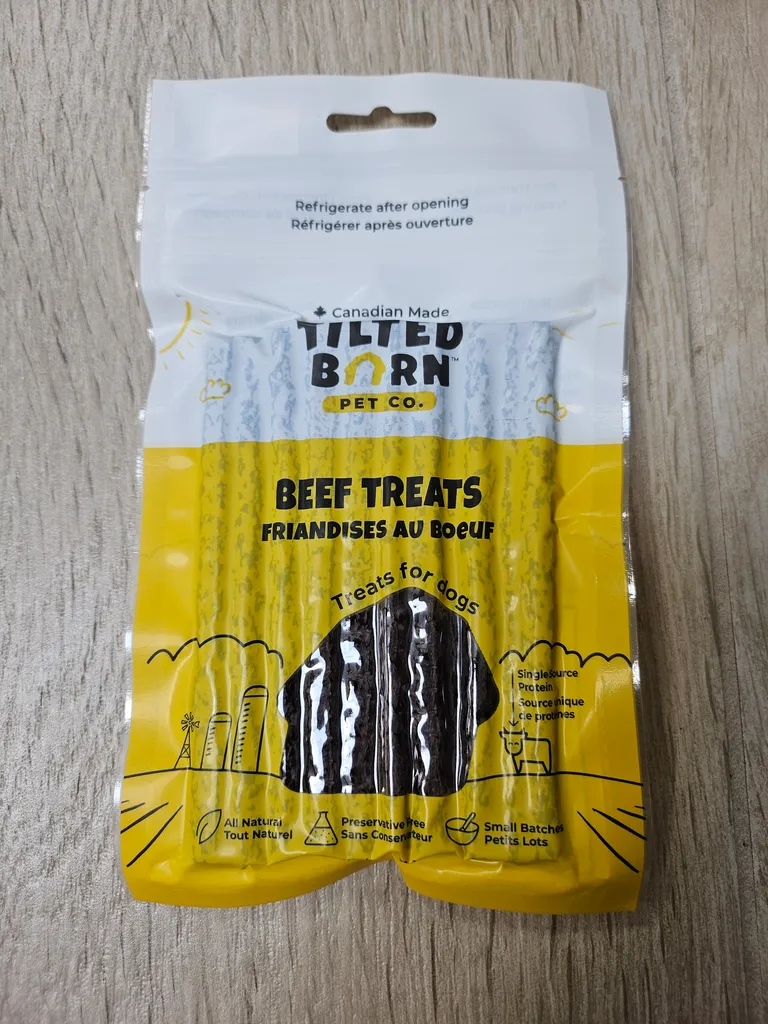 Refrigerate after opening
Réfrigérer après ouverture
Canadian Made
TILTED
BARN™
PET CO.
BEEF TREATS
FRIANDISES AU BOEUF
Treats for dogs
Single Source
Protein
Source unique
de protéines
All Natural
Tout Naturel
Preservative Free
Sans Conservateur
Small Batches
Petits Lots